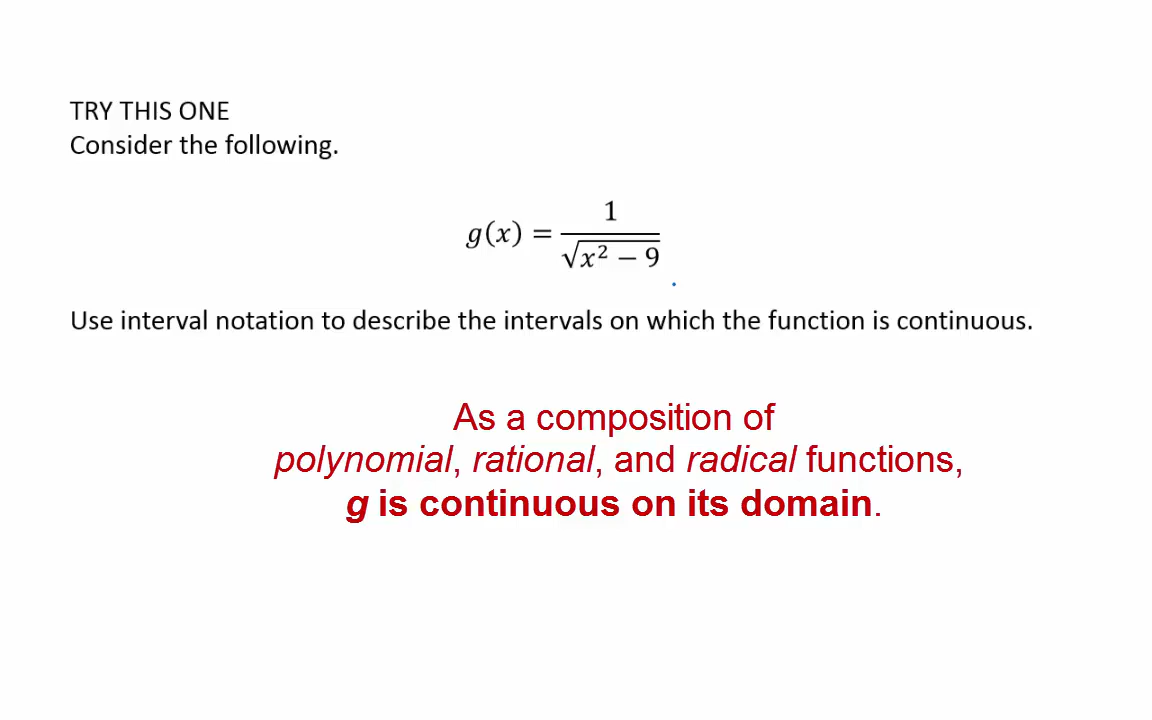 TRY THIS ONE
Consider the following.
g(x) = 1/√(x² − 9)
Use interval notation to describe the intervals on which the function is continuous.
As a composition of
polynomial, rational, and radical functions,
g is continuous on its domain.